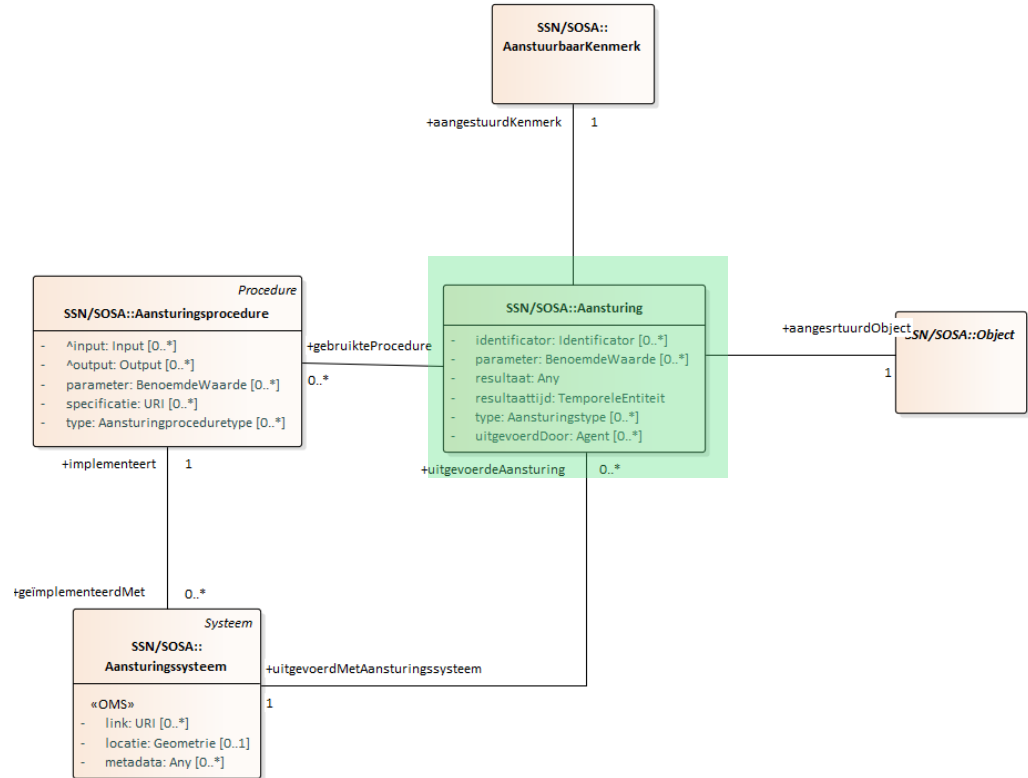 SSN/SOSA::
AanstuurbaarKenmerk
+aangestuurdKenmerk
1
Procedure
SSN/SOSA::Aansturingsprocedure
- ^input: Input [0..*]
- ^output: Output [0..*]
- parameter: BenoemdeWaarde [0..*]
- specificatie: URI [0..*]
- type: Aansturingproceduretype [0..*]
+gebruikteProcedure
0..*
SSN/SOSA::Aansturing
- identificator: Identificator [0..*]
- parameter: BenoemdeWaarde [0..*]
- resultaat: Any
- resultaattijd: TemporeleEntiteit
- type: Aansturingstype [0..*]
- uitgevoerdDoor: Agent [0..*]
+aangesrtuurdObject
1
SSN/SOSA::Object
+implementeert
1
+uitgevoerdeAansturing
0..*
+geïmplementeerdMet
0..*
Systeem
SSN/SOSA::
Aansturingssysteem
«OMS»
- link: URI [0..*]
- locatie: Geometrie [0..1]
- metadata: Any [0..*]
+uitgevoerdMetAansturingssysteem
1